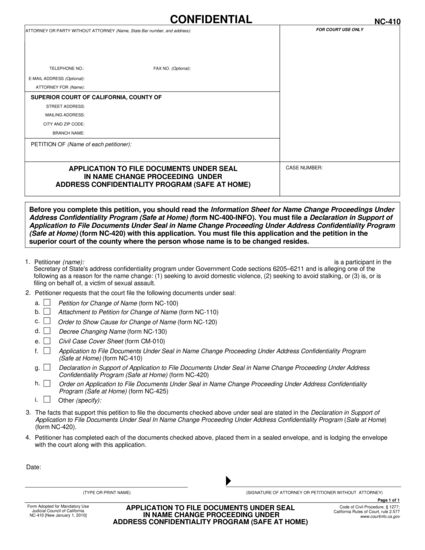 CONFIDENTIAL
NC-410
ATTORNEY OR PARTY WITHOUT ATTORNEY (Name, State Bar number, and address):
FOR COURT USE ONLY
TELEPHONE NO.:
FAX NO. (Optional):
E-MAIL ADDRESS (Optional):
ATTORNEY FOR (Name):
SUPERIOR COURT OF CALIFORNIA, COUNTY OF
STREET ADDRESS:
MAILING ADDRESS:
CITY AND ZIP CODE:
BRANCH NAME:
PETITION OF (Name of each petitioner):
APPLICATION TO FILE DOCUMENTS UNDER SEAL
IN NAME CHANGE PROCEEDING UNDER
ADDRESS CONFIDENTIALITY PROGRAM (SAFE AT HOME)
CASE NUMBER:
Before you complete this petition, you should read the Information Sheet for Name Change Proceedings Under
Address Confidentiality Program (Safe at Home) (form NC-400-INFO). You must file a Declaration in Support of
Application to File Documents Under Seal in Name Change Proceeding Under Address Confidentiality Program
(Safe at Home) (form NC-420) with this application. You must file this application and the petition in the
superior court of the county where the person whose name is to be changed resides.
1. Petitioner (name): is a participant in the
Secretary of State's address confidentiality program under Government Code sections 6205–6211 and is alleging one of the
following as a reason for the name change: (1) seeking to avoid domestic violence, (2) seeking to avoid stalking, or (3) is, or is
filing on behalf of, a victim of sexual assault.
2. Petitioner requests that the court file the following documents under seal:
a. Petition for Change of Name (form NC-100)
b. Attachment to Petition for Change of Name (form NC-110)
c. Order to Show Cause for Change of Name (form NC-120)
d. Decree Changing Name (form NC-130)
e. Civil Case Cover Sheet (form CM-010)
f. Application to File Documents Under Seal in Name Change Proceeding Under Address Confidentiality Program
(Safe at Home) (form NC-410)
g. Declaration in Support of Application to File Documents Under Seal in Name Change Proceeding Under Address
Confidentiality Program (Safe at Home) (form NC-420)
h. Order on Application to File Documents Under Seal in Name Change Proceeding Under Address Confidentiality
Program (Safe at Home) (form NC-425)
i. Other (specify):
3. The facts that support this petition to file the documents checked above under seal are stated in the Declaration in Support of
Application to File Documents Under Seal In Name Change Proceeding Under Address Confidentiality Program (Safe at Home)
(form NC-420).
4. Petitioner has completed each of the documents checked above, placed them in a sealed envelope, and is lodging the envelope
with the court along with this application.
Date:
(TYPE OR PRINT NAME)
(SIGNATURE OF ATTORNEY OR PETITIONER WITHOUT ATTORNEY)
Page 1 of 1
Form Adopted for Mandatory Use
Judicial Council of California
NC-410 [New January 1, 2010]
APPLICATION TO FILE DOCUMENTS UNDER SEAL
IN NAME CHANGE PROCEEDING UNDER
ADDRESS CONFIDENTIALITY PROGRAM (SAFE AT HOME)
Code of Civil Procedure, § 1277;
California Rules of Court, rule 2.577
www.courtinfo.ca.gov